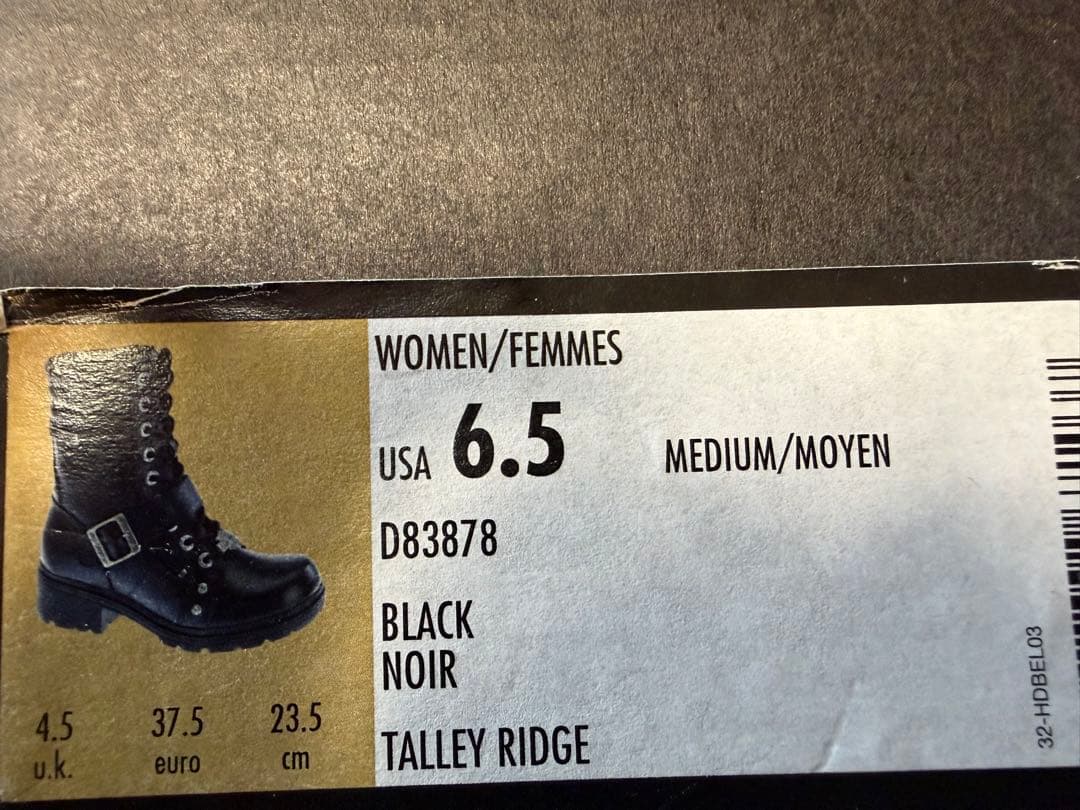 WOMEN/FEMMES
USA 6.5 MEDIUM/MOYEN
D83878
BLACK
NOIR
TALLEY RIDGE
4.5 37.5 23.5
u.k. euro cm
32-HDBEL03